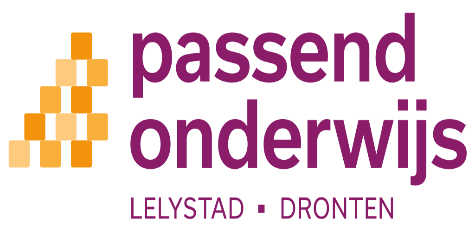 passend
onderwijs
LELYSTAD ▪ DRONTEN